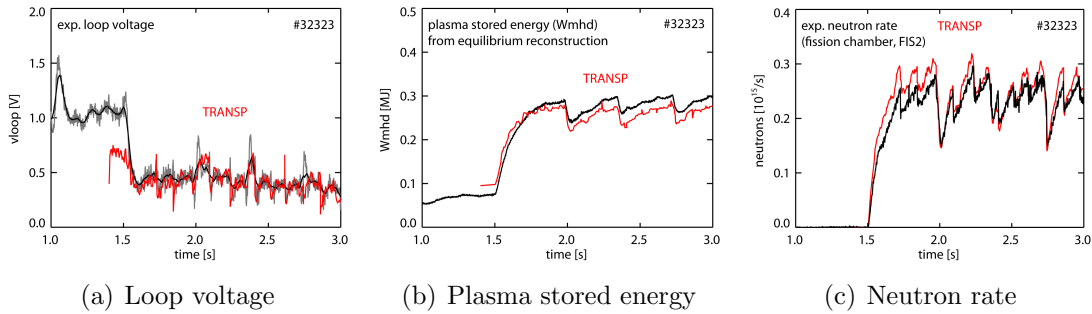 exp. loop voltage
#32323
TRANSP
vloop [V]
2.0
1.5
1.0
0.5
0.0
1.0 1.5 2.0 2.5 3.0
time [s]
(a) Loop voltage
plasma stored energy (Wmhd)
#32323
from equilibrium reconstruction
TRANSP
Wmhd [MJ]
0.5
0.4
0.3
0.2
0.1
0.0
1.0 1.5 2.0 2.5 3.0
time [s]
(b) Plasma stored energy
exp. neutron rate
TRANSP
#32323
(fission chamber, FIS2)
neutrons [10¹⁵/s]
0.4
0.3
0.2
0.1
0.0
1.0 1.5 2.0 2.5 3.0
time [s]
(c) Neutron rate